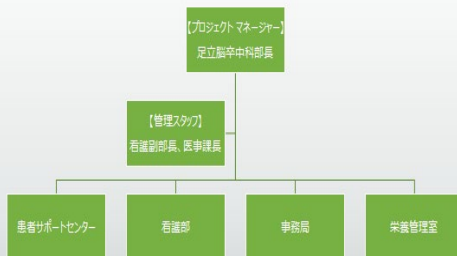 【プロジェクトマネージャー】
足立脳卒中科部長
【管理スタッフ】
看護副部長、医事課長
患者サポートセンター
看護部
事務局
栄養管理室